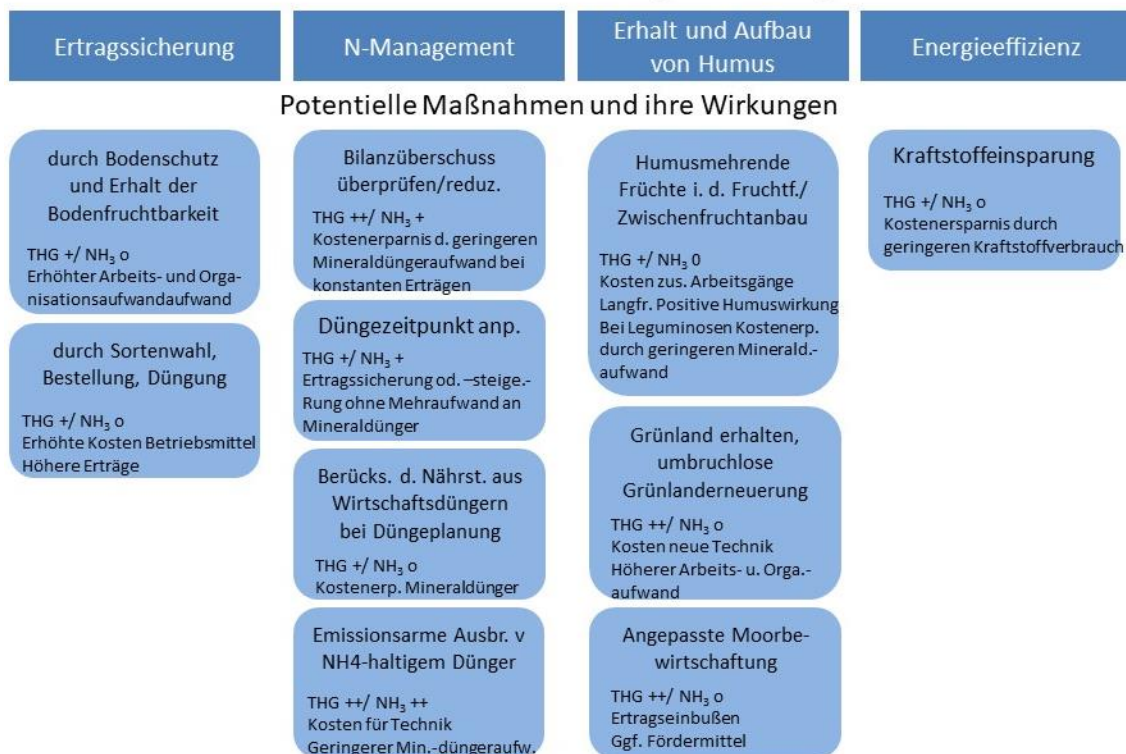 Ertragssicherung
N-Management
Erhalt und Aufbau
von Humus
Energieeffizienz
Potentielle Maßnahmen und ihre Wirkungen
durch Bodenschutz
und Erhalt der
Bodenfruchtbarkeit
THG +/ NH₃ o
Erhöhter Arbeits- und Orga-
nisationsaufwandaufwand
durch Sortenwahl,
Bestellung, Düngung
THG +/ NH₃ o
Erhöhte Kosten Betriebsmittel
Höhere Erträge
Bilanzüberschuss
überprüfen/reduz.
THG ++/ NH₃ +
Kostenerparnis d. geringeren
Mineraldüngeraufwand bei
konstanten Erträgen
Düngezeitpunkt anp.
THG +/ NH₃ +
Ertragssicherung od. –steige.-
Rung ohne Mehraufwand an
Mineraldünger
Berücks. d. Nährst. aus
Wirtschaftsdüngern
bei Düngeplanung
THG +/ NH₃ o
Kostenerp. Mineraldünger
Emissionsarme Ausbr. v
NH4-haltigem Dünger
THG ++/ NH₃ ++
Kosten für Technik
Geringerer Min.-düngeraufw.
Humusmehrende
Früchte i. d. Fruchtf./
Zwischenfruchtanbau
THG +/ NH₃ 0
Kosten zus. Arbeitsgänge
Langfr. Positive Humuswirkung
Bei Leguminosen Kostenerp.
durch geringeren Minerald.-
aufwand
Grünland erhalten,
umbruchlose
Grünlanderneuerung
THG ++/ NH₃ o
Kosten neue Technik
Höherer Arbeits- u. Orga.-
aufwand
Angepasste Moorbe-
wirtschaftung
THG ++/ NH₃ o
Ertragseinbußen
Ggf. Fördermittel
Kraftstoffeinsparung
THG +/ NH₃ o
Kostenersparnis durch
geringeren Kraftstoffverbrauch